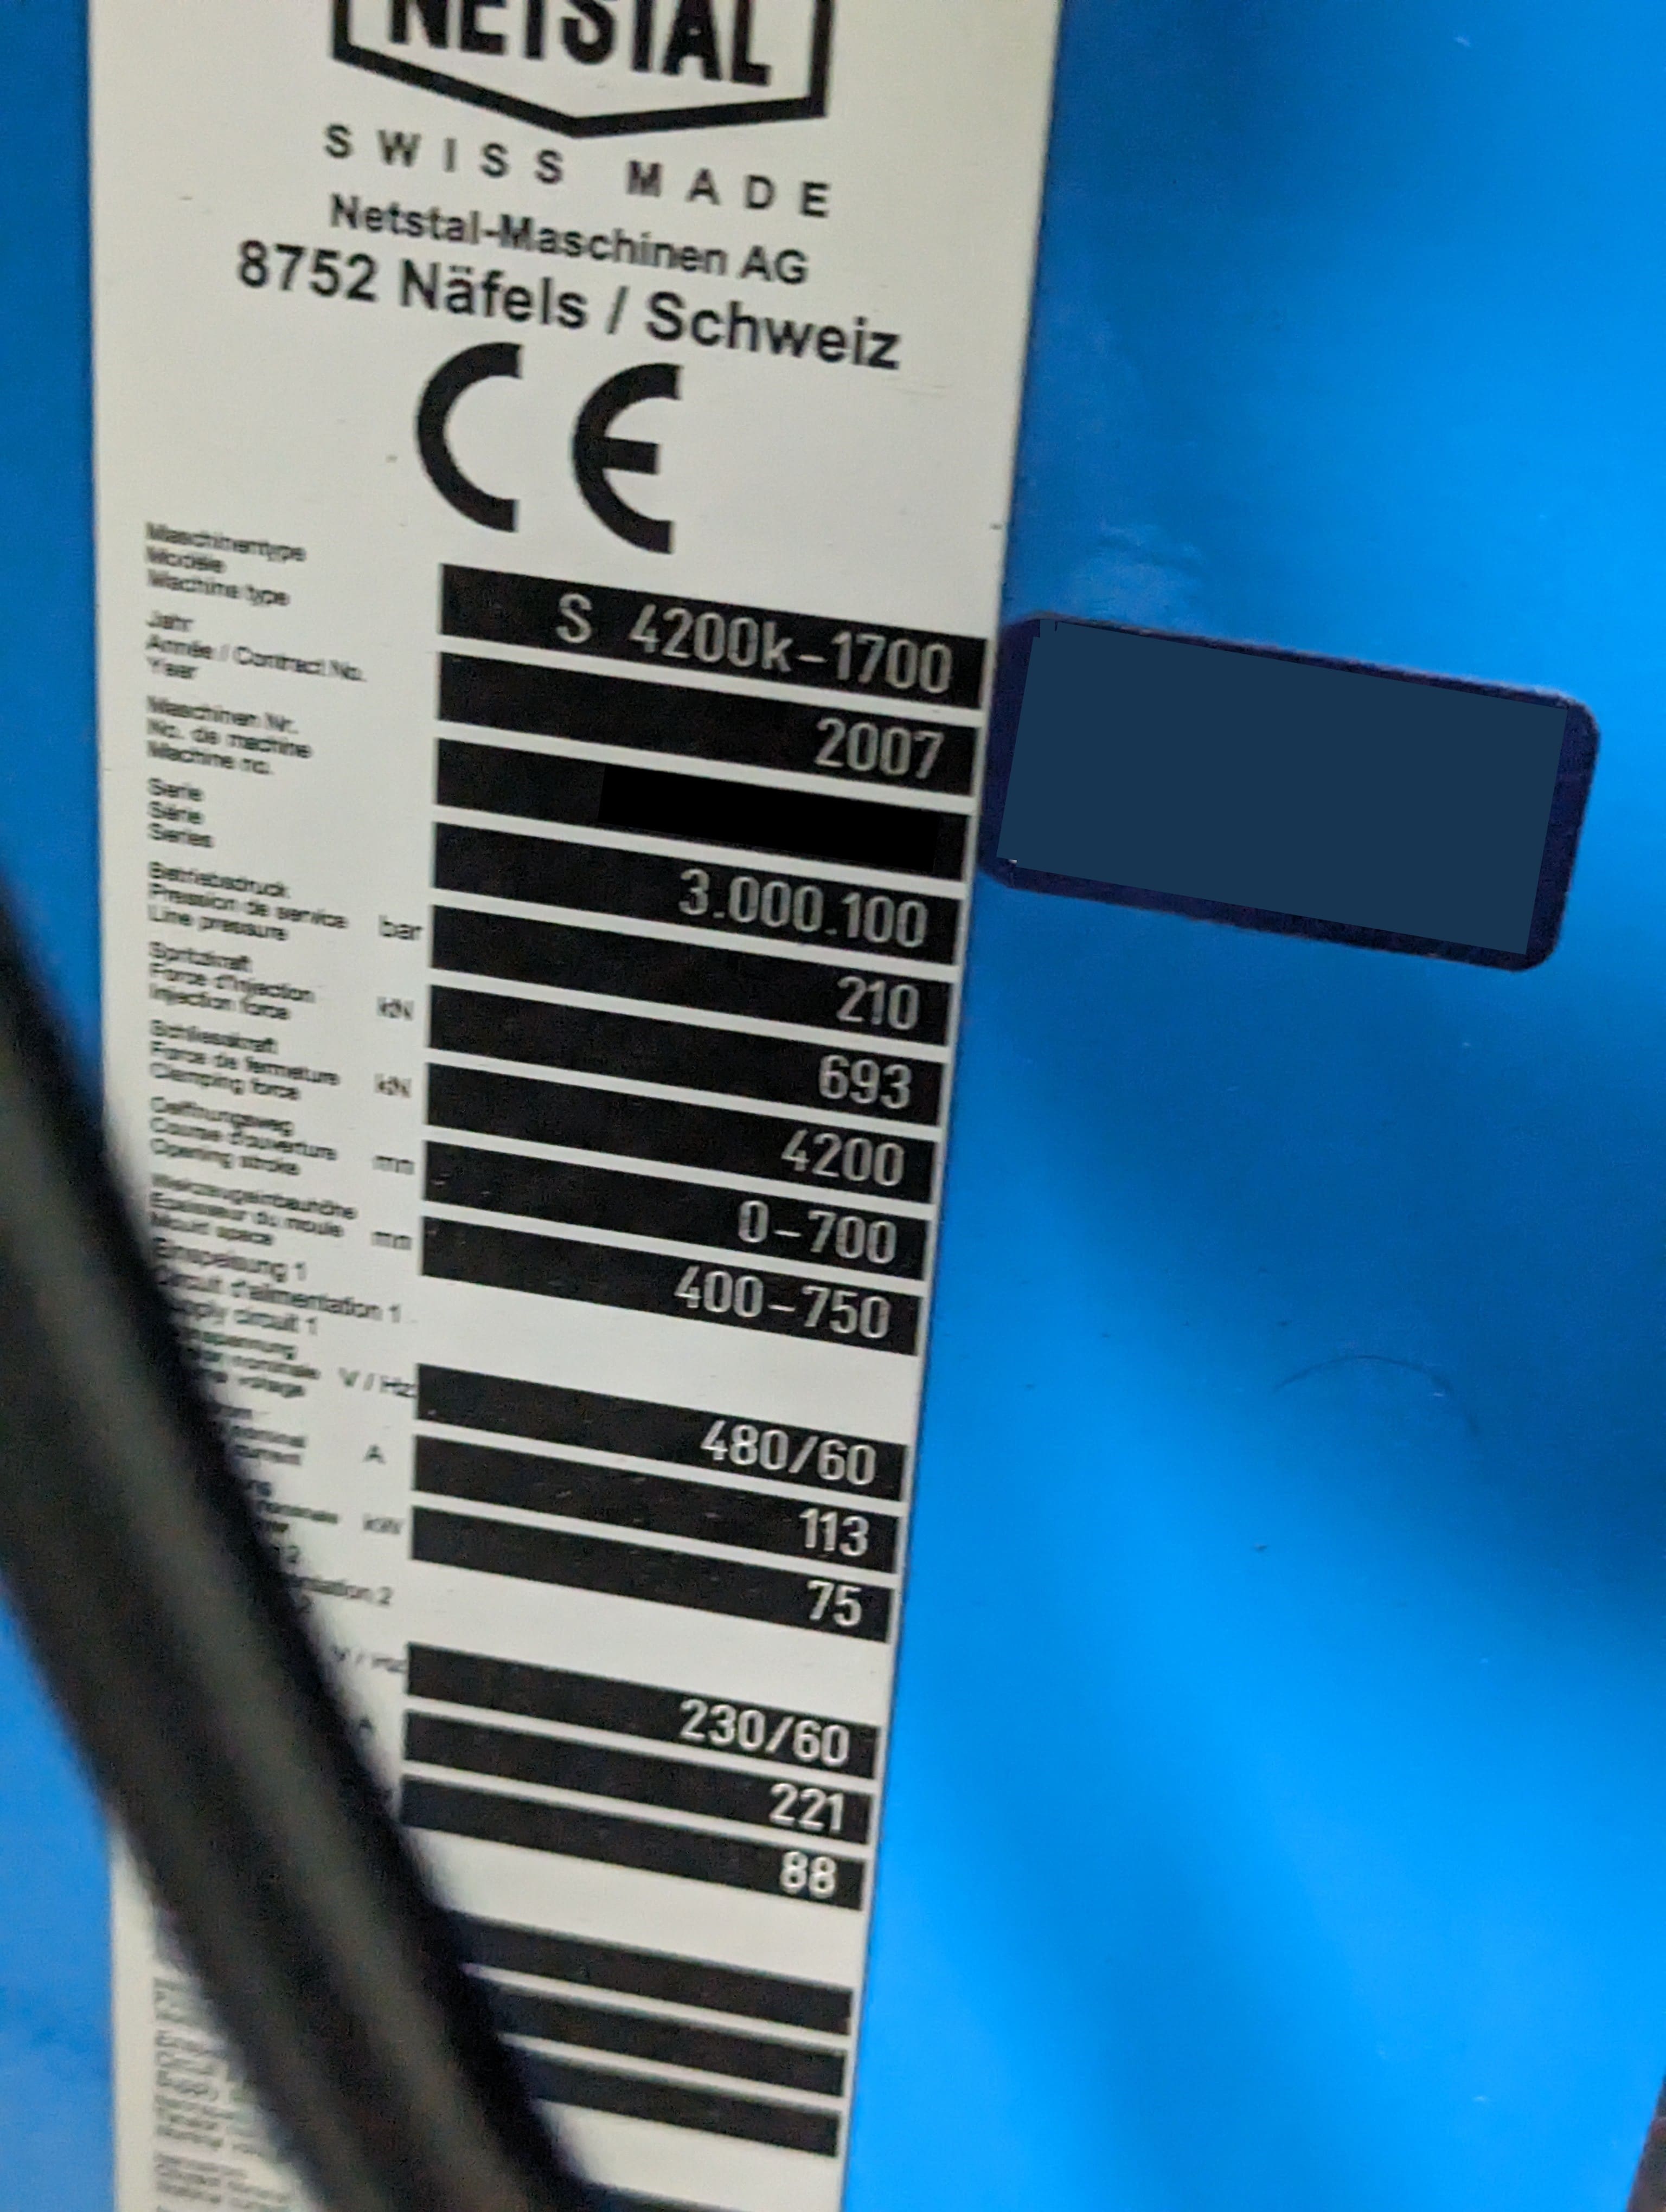 NETSTAL
SWISS MADE
Netstal-Maschinen AG
8752 Näfels / Schweiz
CE
Maschinentype
Modèle
Machine type
S 4200k-1700
Jahr
Année / Contract No.
Year
2007
Maschinen Nr.
No. de machine
Machine no.
Serie
Série
Series
3.000.100
Betriebsdruck
Pression de service bar
Line pressure
210
Spritzkraft
Force d'injection kN
Injection force
693
Schliesskraft
Force de fermeture kN
Clamping force
4200
Oeffnungsweg
Course d'ouverture mm
Opening stroke
0-700
Werkzeugeinbauhöhe
Epaisseur du moule mm
Mount space
400-750
Einspeisung 1
Circuit d'alimentation 1
circuit 1
nominale V / Hz
voltage
480/60
A
113
kW
75
2
V / Hz
230/60
A
221
88